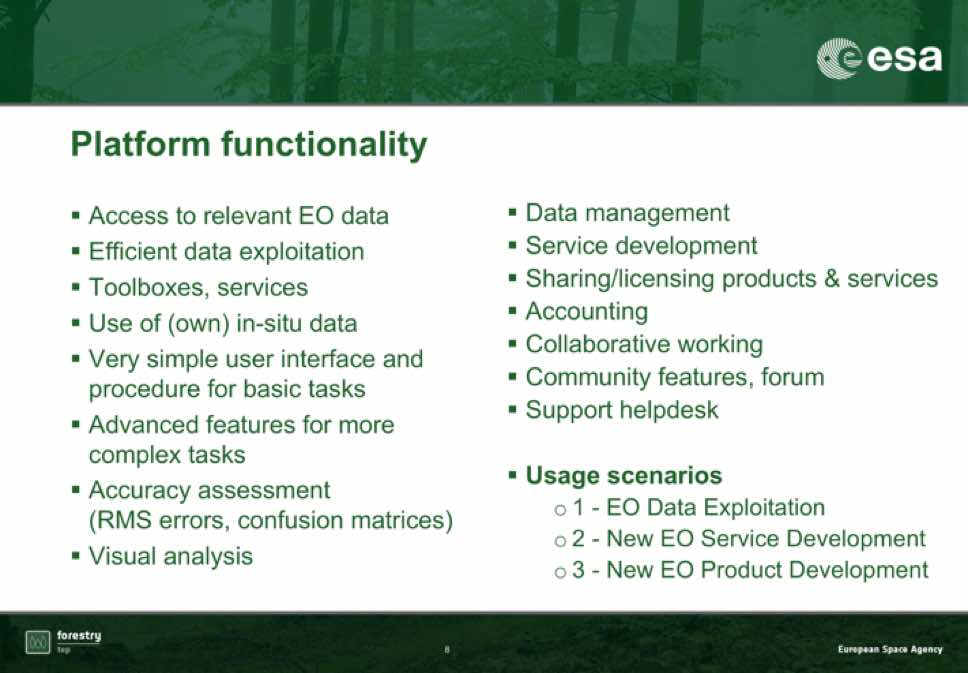 esa
Platform functionality
▪ Access to relevant EO data
▪ Efficient data exploitation
▪ Toolboxes, services
▪ Use of (own) in-situ data
▪ Very simple user interface and
procedure for basic tasks
▪ Advanced features for more
complex tasks
▪ Accuracy assessment
(RMS errors, confusion matrices)
▪ Visual analysis
▪ Data management
▪ Service development
▪ Sharing/licensing products & services
▪ Accounting
▪ Collaborative working
▪ Community features, forum
▪ Support helpdesk
▪ Usage scenarios
o 1 - EO Data Exploitation
o 2 - New EO Service Development
o 3 - New EO Product Development
forestry
tep
8
European Space Agency